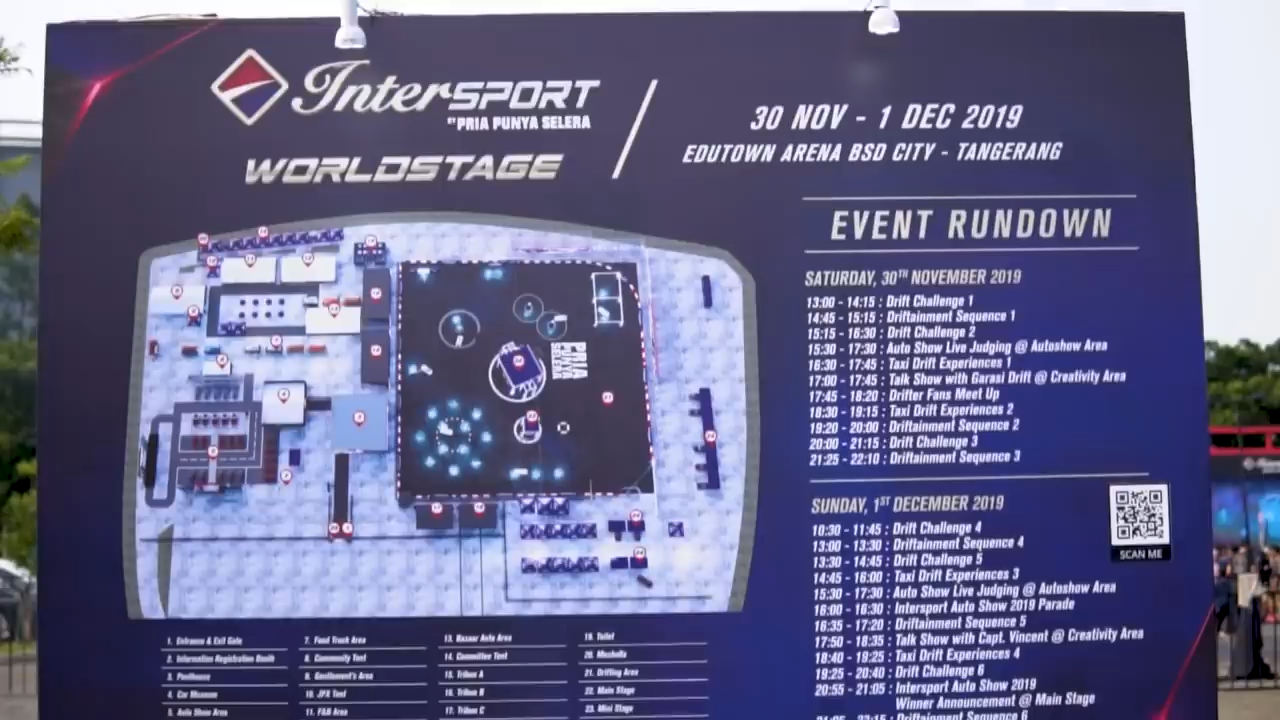 InterSPORT
BY PRIA PUNYA SELERA
WORLDSTAGE
30 NOV - 1 DEC 2019
EDUTOWN ARENA BSD CITY - TANGERANG
EVENT RUNDOWN
SATURDAY, 30TH NOVEMBER 2019
13:00 - 14:15 : Drift Challenge 1
14:45 - 15:15 : Driftainment Sequence 1
15:15 - 16:30 : Drift Challenge 2
15:30 - 17:30 : Auto Show Live Judging @ Autoshow Area
16:30 - 17:45 : Taxi Drift Experiences 1
17:00 - 17:45 : Talk Show with Garasi Drift @ Creativity Area
17:45 - 18:20 : Drifter Fans Meet Up
18:30 - 19:15 : Taxi Drift Experiences 2
19:20 - 20:00 : Driftainment Sequence 2
20:00 - 21:15 : Drift Challenge 3
21:25 - 22:10 : Driftainment Sequence 3
SUNDAY, 1ST DECEMBER 2019
10:30 - 11:45 : Drift Challenge 4
13:00 - 13:30 : Driftainment Sequence 4
13:30 - 14:45 : Drift Challenge 5
14:45 - 16:00 : Taxi Drift Experiences 3
15:30 - 17:30 : Auto Show Live Judging @ Autoshow Area
16:00 - 16:30 : Intersport Auto Show 2019 Parade
16:35 - 17:20 : Driftainment Sequence 5
17:50 - 18:35 : Talk Show with Capt. Vincent @ Creativity Area
18:40 - 19:25 : Taxi Drift Experiences 4
19:25 - 20:40 : Drift Challenge 6
20:55 - 21:05 : Intersport Auto Show 2019
Winner Announcement @ Main Stage
Driftainment Sequence 6
SCAN ME
PRIA
PUNYA
SELERA
1. Entrance & Exit Gate
2. Information Registration Booth
3. Penthouse
4. Car Museum
5. Auto Show Area
7. Food Truck Area
8. Community Tent
9. Gentlemen's Area
10. JPX Tent
11. F&B Area
13. Bazaar Auto Area
14. Committee Tent
15. Tribun A
16. Tribun B
17. Tribun C
19. Toilet
20. Musholla
21. Drifting Area
22. Main Stage
23. Mini Stage